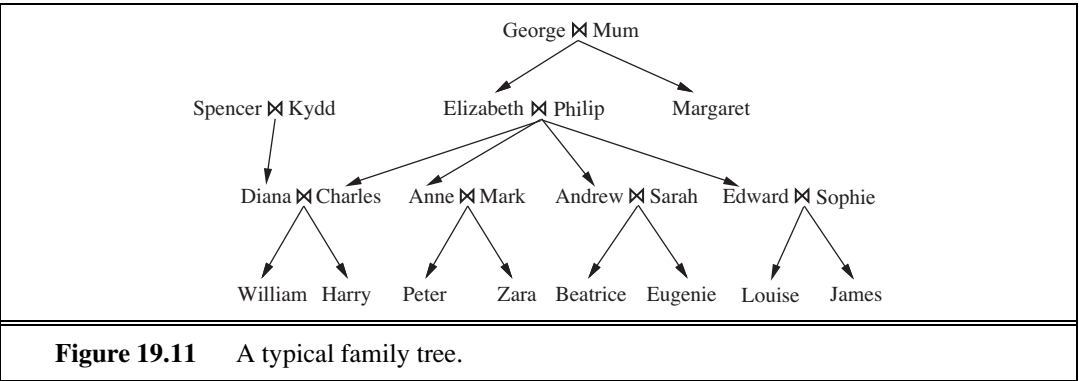 George ⋈ Mum
Spencer ⋈ Kydd Elizabeth ⋈ Philip Margaret
Diana ⋈ Charles Anne ⋈ Mark Andrew ⋈ Sarah Edward ⋈ Sophie
William Harry Peter Zara Beatrice Eugenie Louise James
Figure 19.11 A typical family tree.